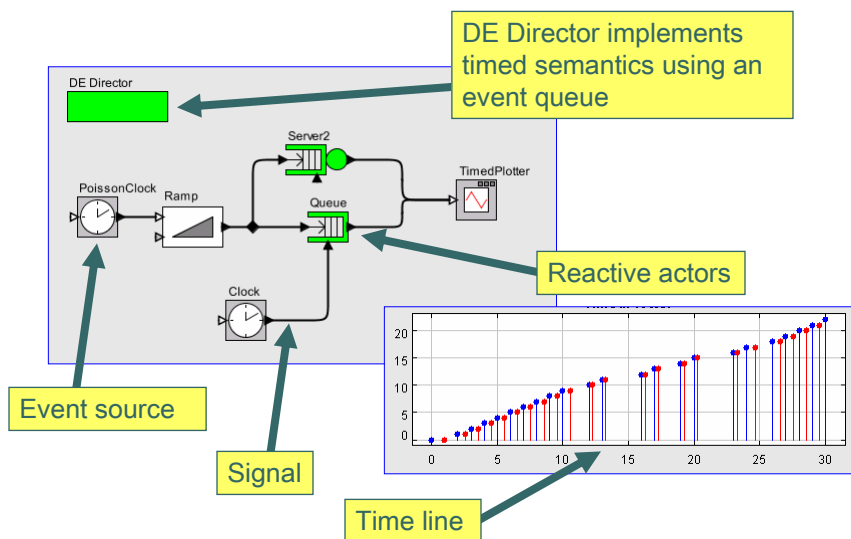 DE Director implements
timed semantics using an
event queue
DE Director
Server2
TimedPlotter
PoissonClock
Ramp
Queue
Reactive actors
Clock
Event source
Signal
20
15
10
5
0
0
5
10
15
20
25
30
Time line